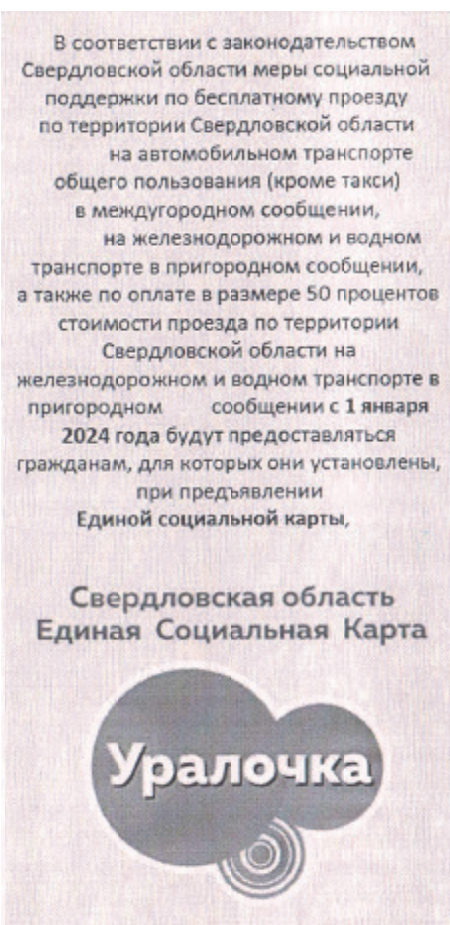 В соответствии с законодательством
Свердловской области меры социальной
поддержки по бесплатному проезду
по территории Свердловской области
на автомобильном транспорте
общего пользования (кроме такси)
в междугородном сообщении,
на железнодорожном и водном
транспорте в пригородном сообщении,
а также по оплате в размере 50 процентов
стоимости проезда по территории
Свердловской области на
железнодорожном и водном транспорте в
пригородном сообщении с 1 января
2024 года будут предоставляться
гражданам, для которых они установлены,
при предъявлении
Единой социальной карты,
Свердловская область
Единая Социальная Карта
Уралочка